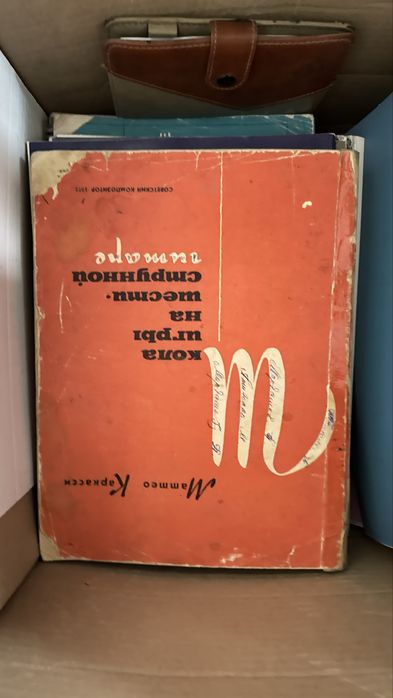 Маттео Каркасси
Школа
игры
на
шести-
струнной
гитаре
СОВЕТСКИЙ КОМПОЗИТОР